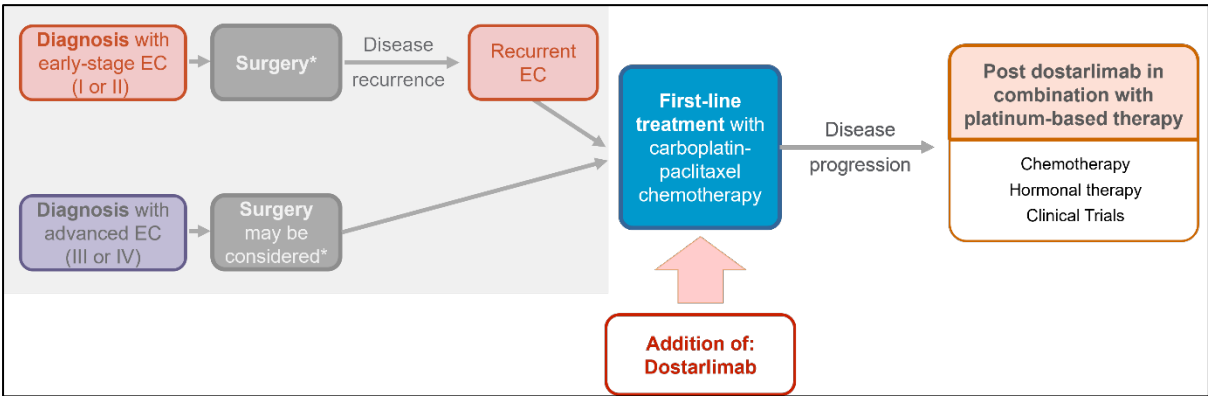 Diagnosis with
early-stage EC
(I or II)
Surgery*
Disease
recurrence
Recurrent
EC
Diagnosis with
advanced EC
(III or IV)
Surgery
may be
considered*
First-line
treatment with
carboplatin-
paclitaxel
chemotherapy
Addition of:
Dostarlimab
Disease
progression
Post dostarlimab in
combination with
platinum-based therapy
Chemotherapy
Hormonal therapy
Clinical Trials